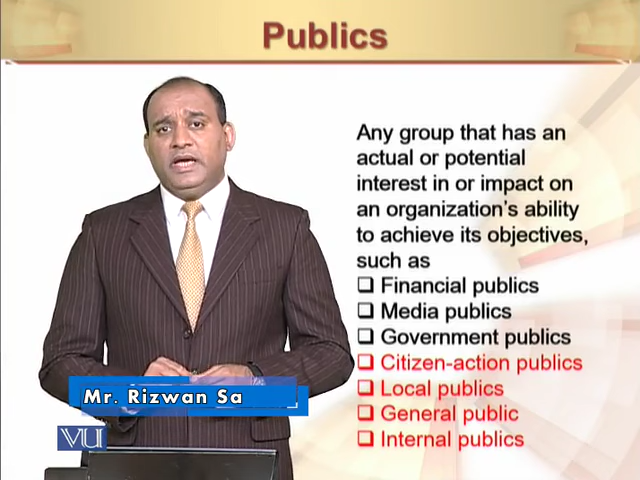 Publics
Any group that has an
actual or potential
interest in or impact on
an organization's ability
to achieve its objectives,
such as
❑ Financial publics
❑ Media publics
❑ Government publics
❑ Citizen-action publics
❑ Local publics
❑ General public
❑ Internal publics
Mr. Rizwan Sa
VU